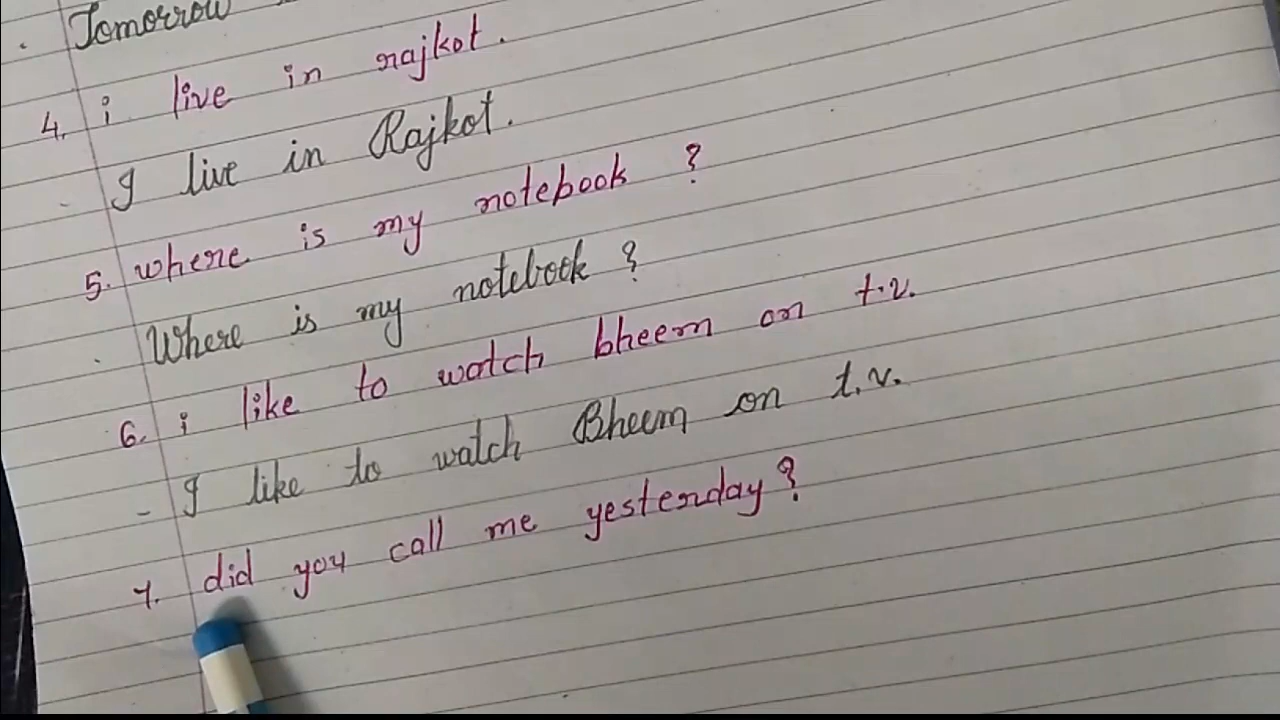 . Tomorrow
4. i live in rajkot.
- I live in Rajkot.
5. where is my notebook ?
. Where is my notebook ?
6. i like to watch bheem on t.v.
- I like to watch Bheem on t.v.
7. did you call me yesterday ?